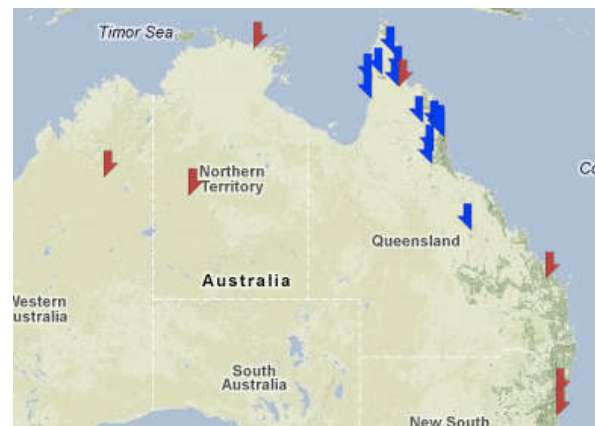 Timor Sea
Northern
Territory
Co
Queensland
Australia
Western
ustralia
South
Australia
New South